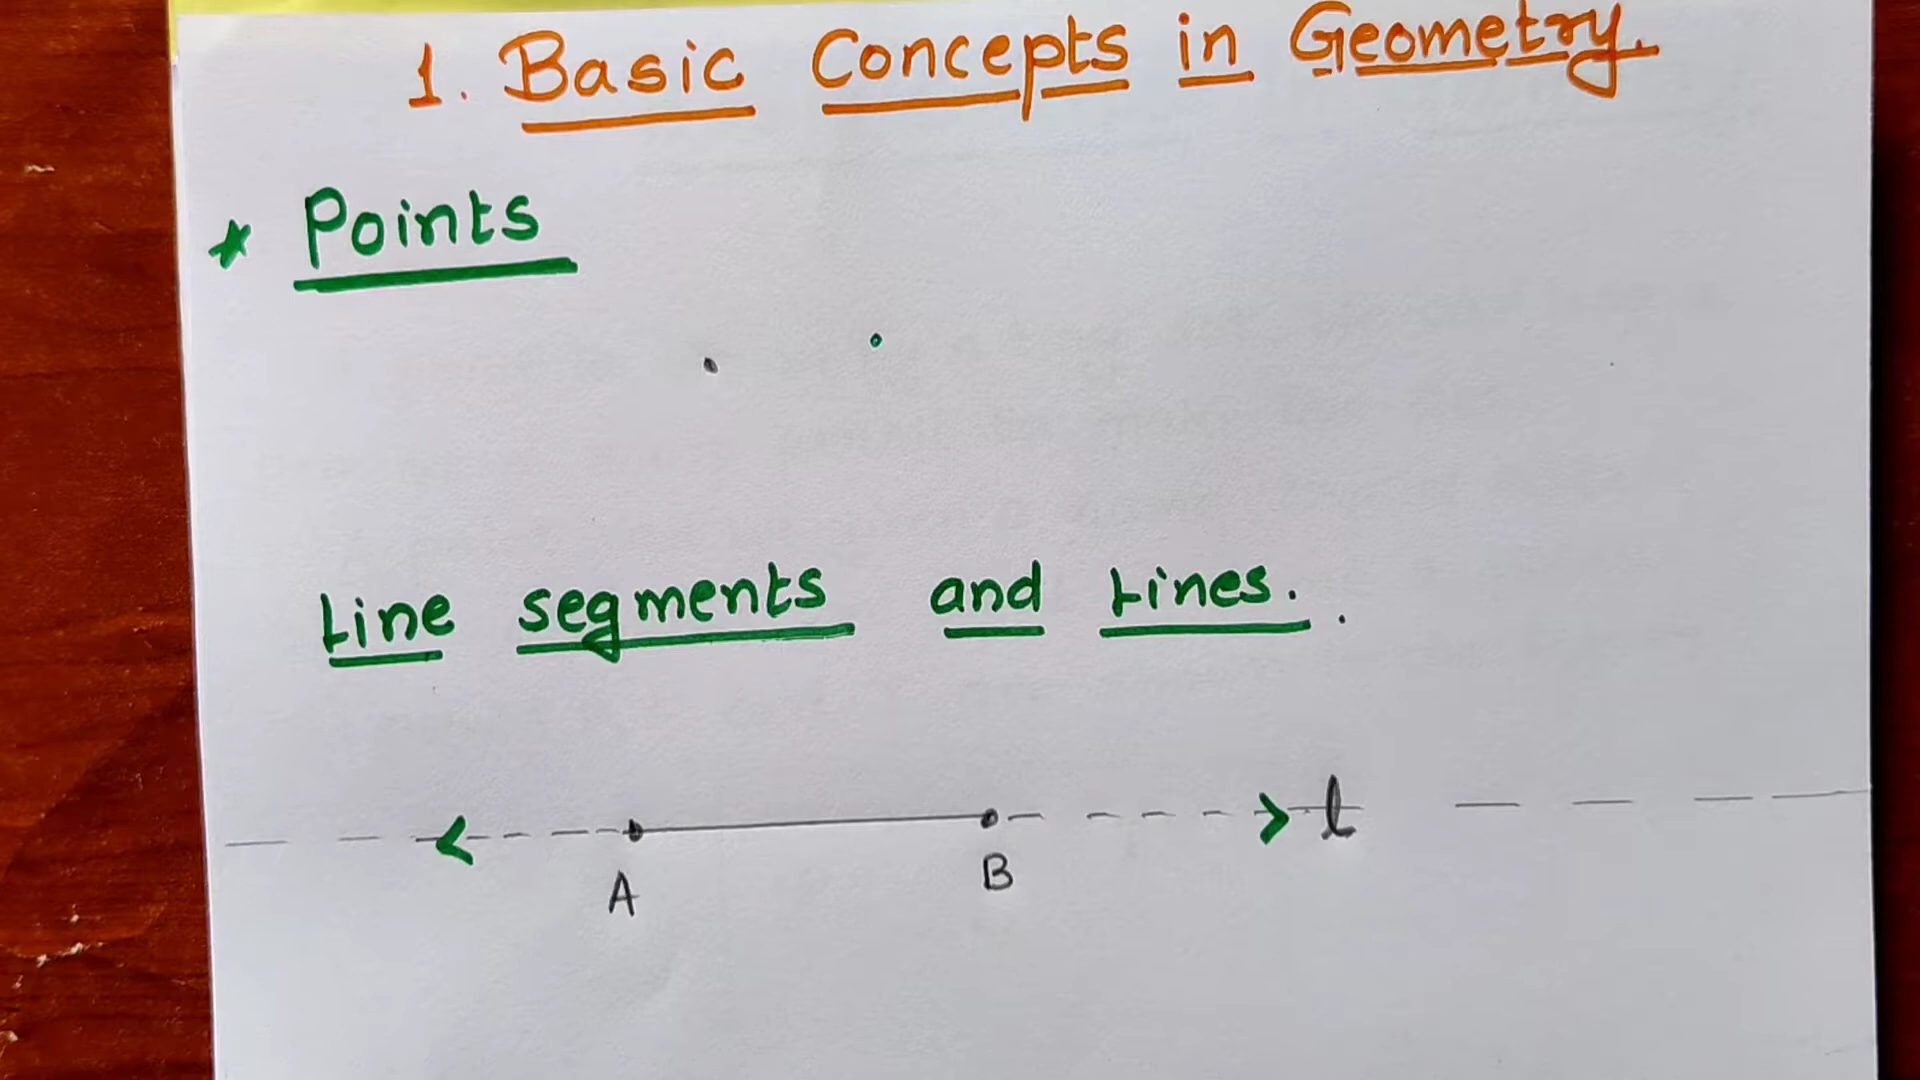 1. Basic Concepts in Geometry.
* Points
Line segments and Lines.
l
A B